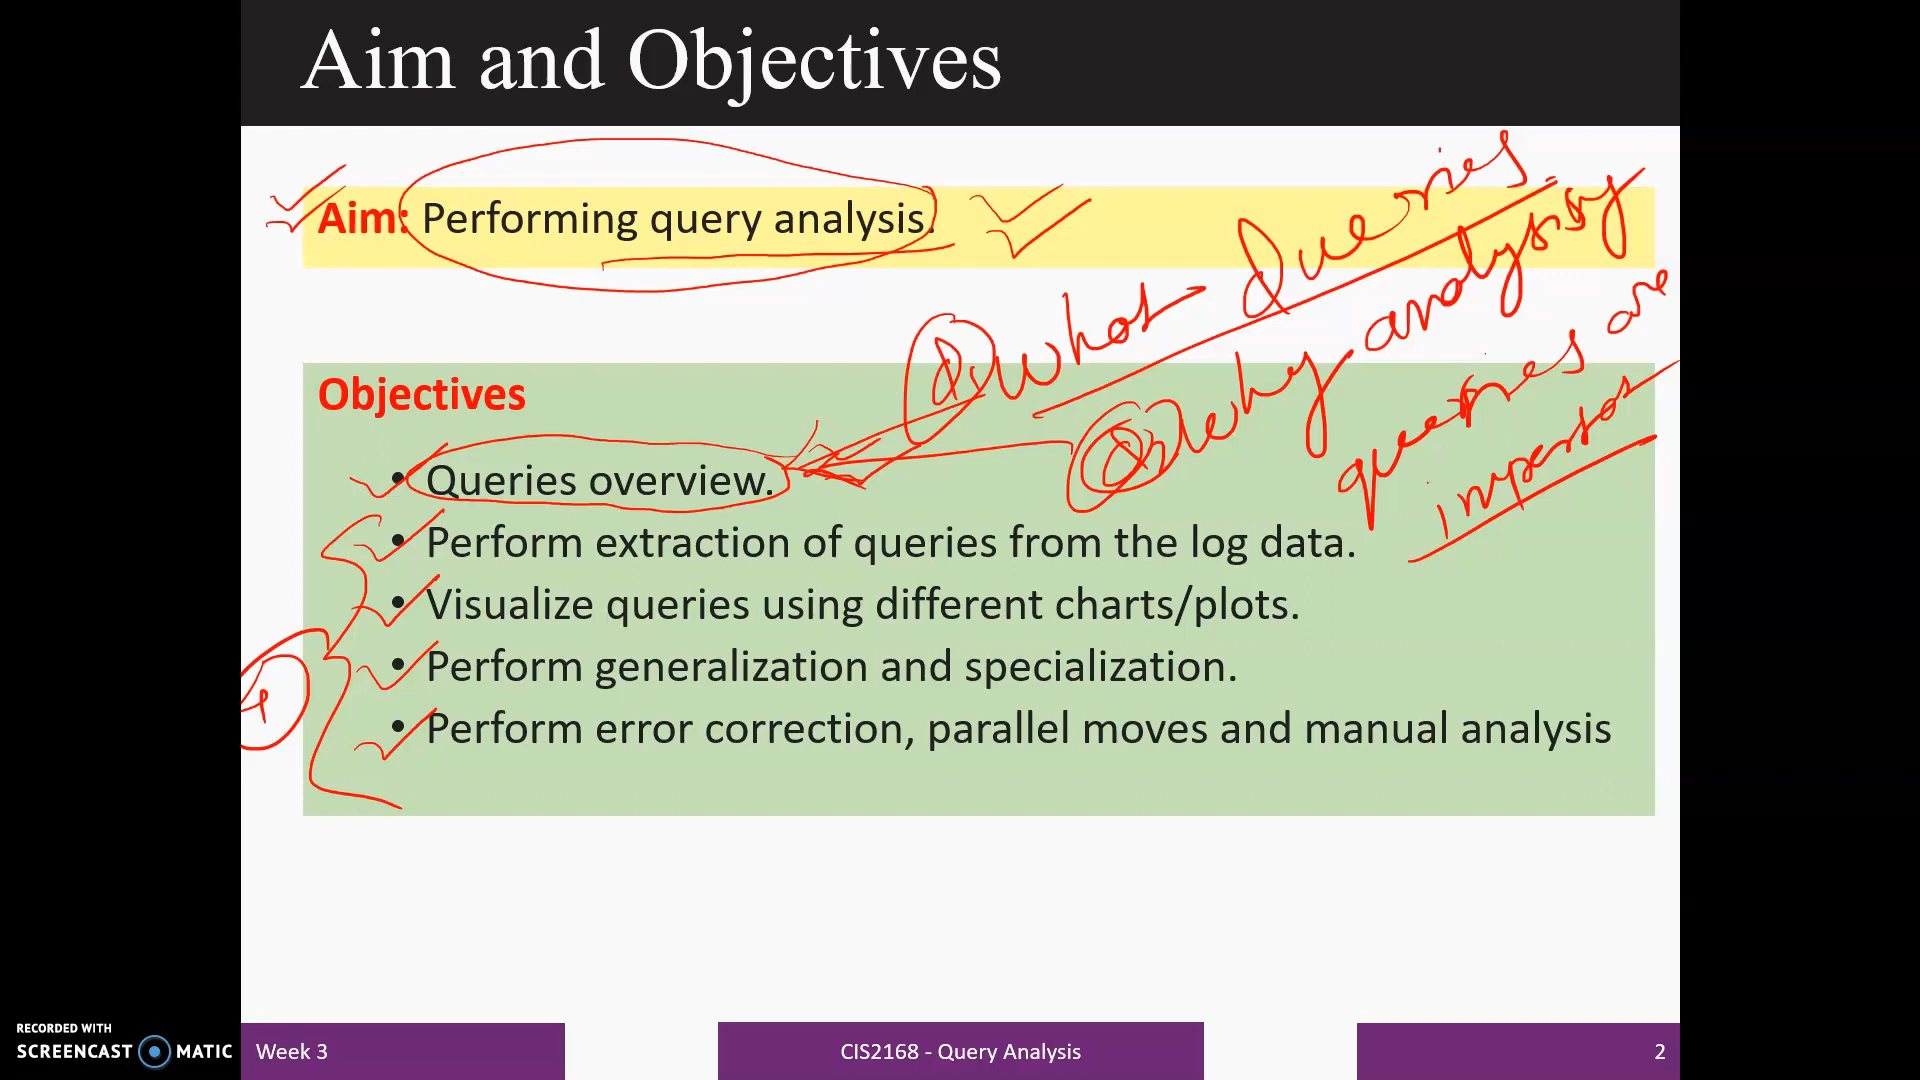 Aim and Objectives
Aim: Performing query analysis.
what Queries
why analysing
queries are
Objectives
• Queries overview.
• Perform extraction of queries from the log data.
• Visualize queries using different charts/plots.
• Perform generalization and specialization.
• Perform error correction, parallel moves and manual analysis
RECORDED WITH
SCREENCAST MATIC
Week 3
CIS2168 - Query Analysis
2